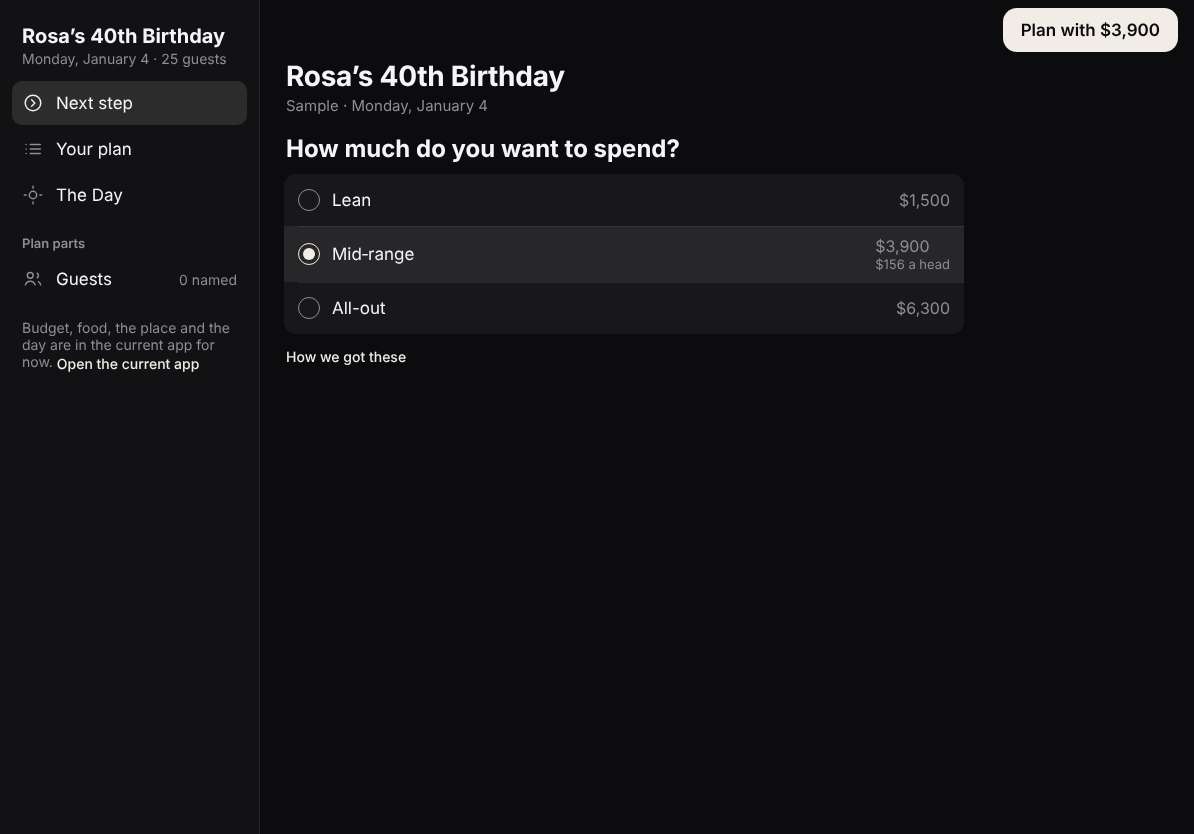 Rosa’s 40th Birthday
Monday, January 4 · 25 guests
Next step
Your plan
The Day
Plan parts
Guests 0 named
Budget, food, the place and the
day are in the current app for
now. Open the current app
Plan with $3,900
Rosa’s 40th Birthday
Sample · Monday, January 4
How much do you want to spend?
Lean $1,500
Mid-range $3,900
$156 a head
All-out $6,300
How we got these